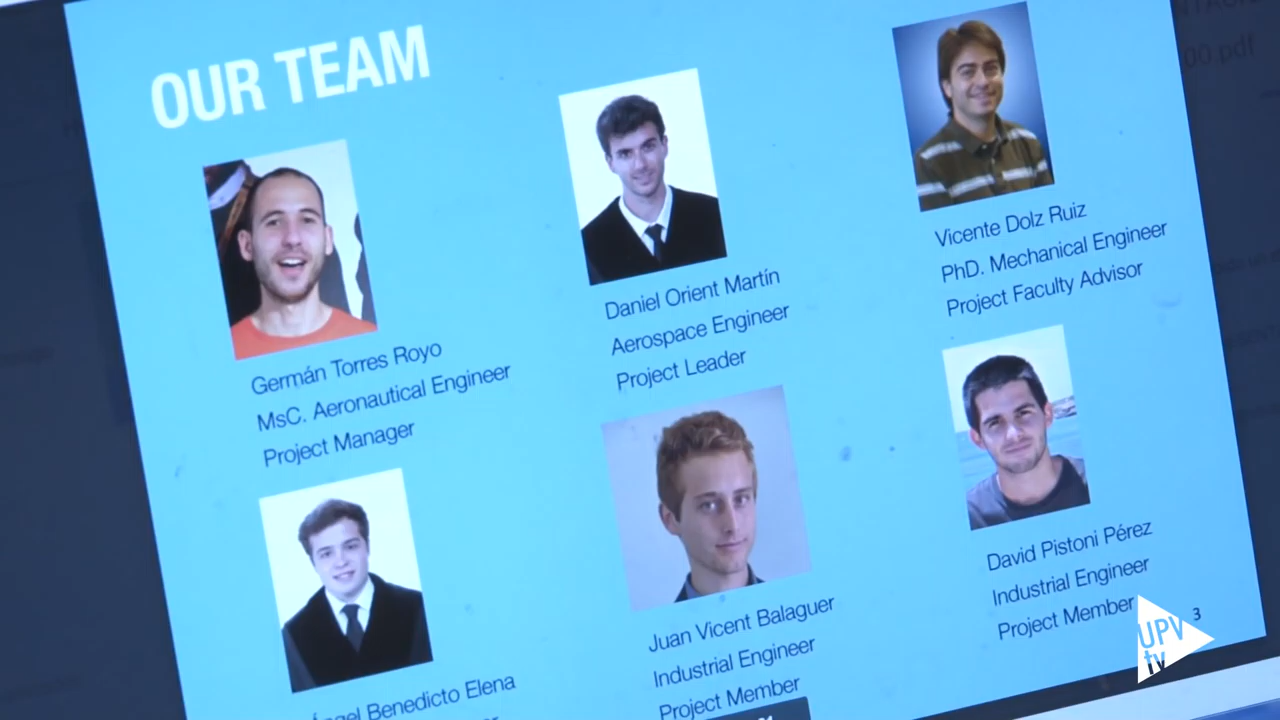 OUR TEAM
Germán Torres Royo
MsC. Aeronautical Engineer
Project Manager
Daniel Orient Martín
Aerospace Engineer
Project Leader
Vicente Dolz Ruiz
PhD. Mechanical Engineer
Project Faculty Advisor
Ángel Benedicto Elena
Juan Vicent Balaguer
Industrial Engineer
Project Member
David Pistoni Pérez
Industrial Engineer
Project Member
3
UPV
tv
00.pdf